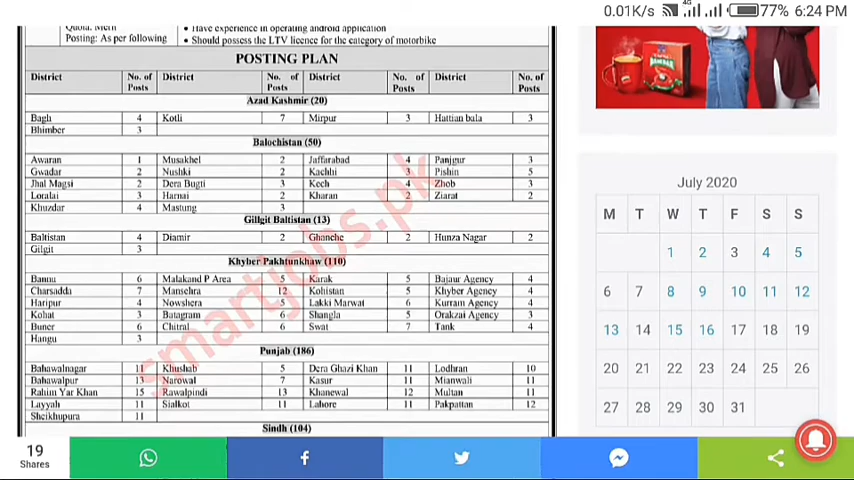 0.01K/s 4G 77% 6:24 PM
Quota: Merit
• Have experience in operating android application
Posting: As per following
• Should possess the LTV licence for the category of motorbike
POSTING PLAN
District No. of Posts District No. of Posts District No. of Posts District No. of Posts
Azad Kashmir (20)
Bagh 4 Kotli 7 Mirpur 3 Hattian bala 3
Bhimber 3
Balochistan (50)
Awaran 1 Musakhel 2 Jaffarabad 4 Panjgur 3
Gwadar 2 Nushki 2 Kachhi 3 Pishin 5
Jhal Magsi 2 Dera Bugti 3 Kech 4 Zhob 3
Loralai 3 Harnai 2 Kharan 2 Ziarat 2
Khuzdar 4 Mastung 3
Gilgit Baltistan (13)
Baltistan 4 Diamir 2 Ghanche 2 Hunza Nagar 2
Gilgit 3
Khyber Pakhtunkhaw (110)
Bannu 6 Malakand P Area 5 Karak 5 Bajaur Agency 4
Charsadda 7 Mansehra 12 Kohistan 5 Khyber Agency 4
Haripur 4 Nowshera 5 Lakki Marwat 6 Kurram Agency 4
Kohat 3 Batagram 6 Shangla 5 Orakzai Agency 3
Buner 6 Chitral 6 Swat 7 Tank 4
Hangu 3
Punjab (186)
Bahawalnagar 11 Khushab 5 Dera Ghazi Khan 11 Lodhran 10
Bahawalpur 13 Narowal 7 Kasur 11 Mianwali 11
Rahim Yar Khan 15 Rawalpindi 13 Khanewal 12 Multan 11
Layyah 11 Sialkot 11 Lahore 11 Pakpattan 12
Sheikhupura 11
Sindh (104)
smartjobs.pk
July 2020
M T W T F S S
1 2 3 4 5
6 7 8 9 10 11 12
13 14 15 16 17 18 19
20 21 22 23 24 25 26
27 28 29 30 31
19
Shares